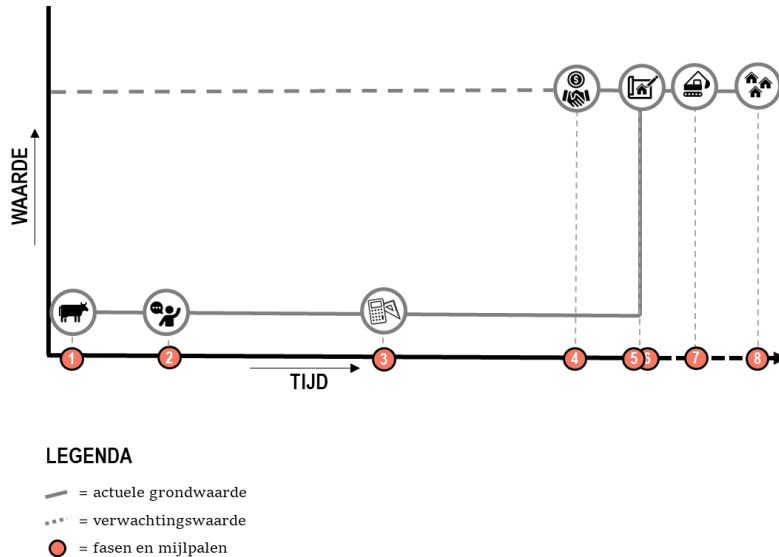 WAARDE
1
2
3
4
5
6
7
8
TIJD
LEGENDA
= actuele grondwaarde
= verwachtingswaarde
= fasen en mijlpalen